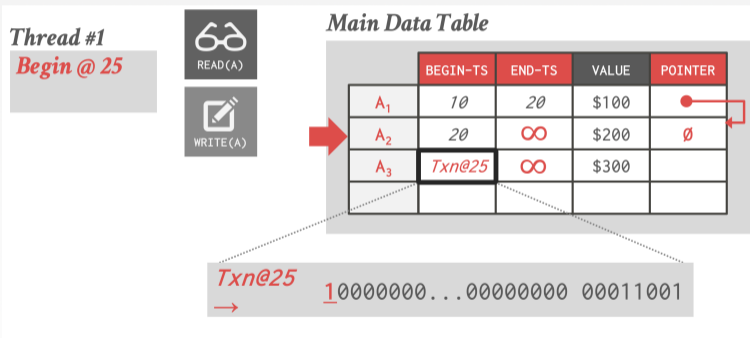 Thread #1
Begin @ 25
READ(A)
WRITE(A)
Main Data Table
BEGIN-TS END-TS VALUE POINTER
A1 10 20 $100
A2 20 ∞ $200 Ø
A3 Txn@25 ∞ $300
Txn@25
→ 10000000...00000000 00011001